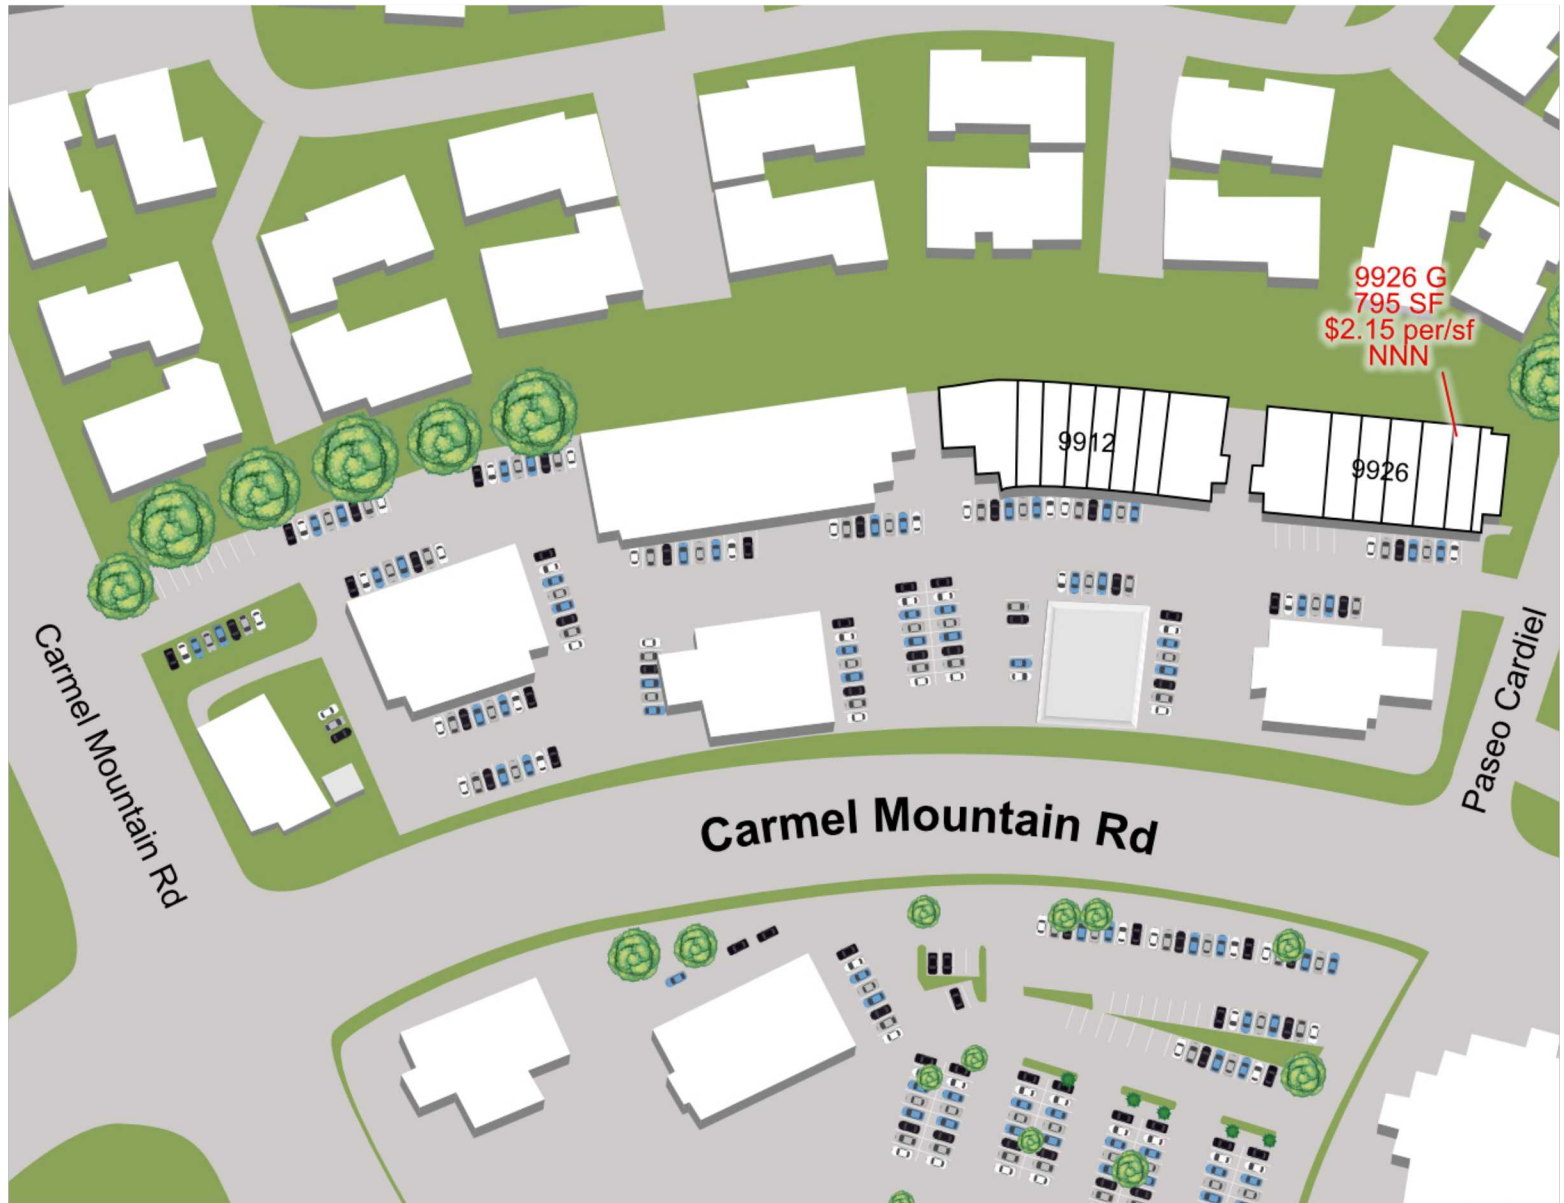 9926 G
795 SF
$2.15 per/sf
NNN
9912
9926
Carmel Mountain Rd
Paseo Cardiel
Carmel Mountain Rd